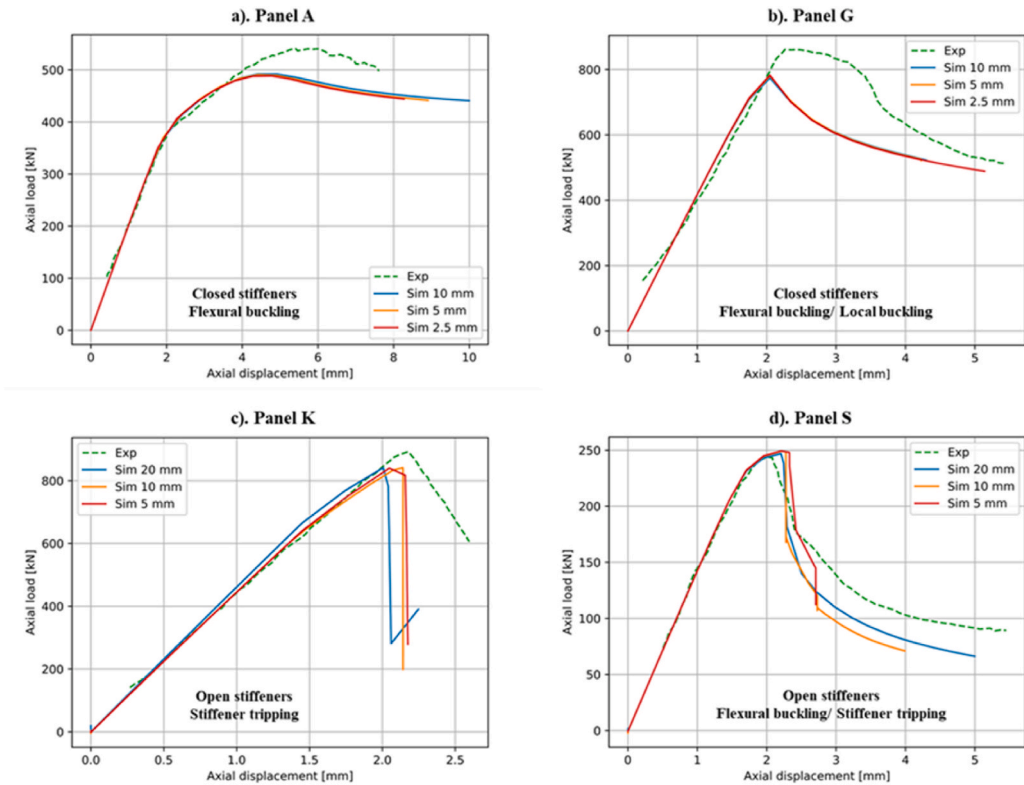 a). Panel A
500
400
300
200
100
0
Axial load [kN]
Exp
Sim 10 mm
Sim 5 mm
Sim 2.5 mm
Closed stiffeners
Flexural buckling
0 2 4 6 8 10
Axial displacement [mm]
b). Panel G
800
600
400
200
0
Axial load [kN]
Exp
Sim 10 mm
Sim 5 mm
Sim 2.5 mm
Closed stiffeners
Flexural buckling/ Local buckling
0 1 2 3 4 5
Axial displacement [mm]
c). Panel K
800
600
400
200
0
Axial load [kN]
Exp
Sim 20 mm
Sim 10 mm
Sim 5 mm
Open stiffeners
Stiffener tripping
0.0 0.5 1.0 1.5 2.0 2.5
Axial displacement [mm]
d). Panel S
250
200
150
100
50
0
Axial load [kN]
Exp
Sim 20 mm
Sim 10 mm
Sim 5 mm
Open stiffeners
Flexural buckling/ Stiffener tripping
0 1 2 3 4 5
Axial displacement [mm]